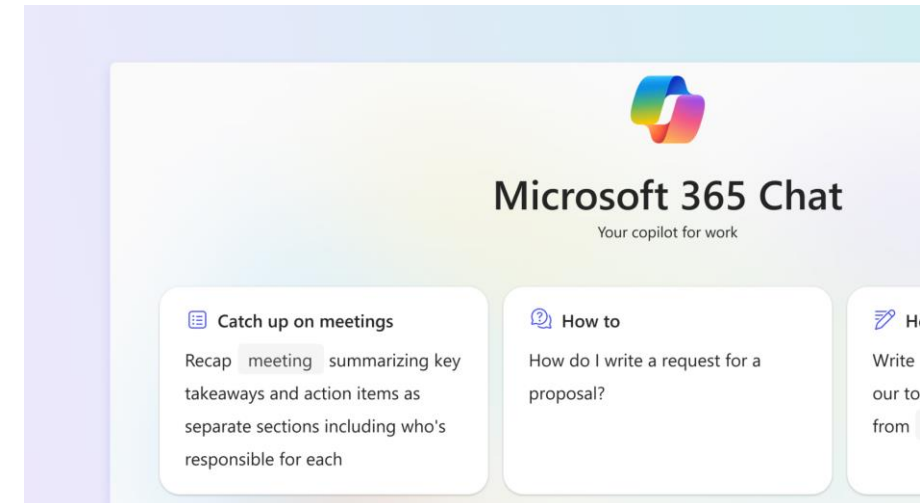 Microsoft 365 Chat
Your copilot for work
Catch up on meetings
Recap meeting summarizing key
takeaways and action items as
separate sections including who's
responsible for each
How to
How do I write a request for a
proposal?
Write
our to
from